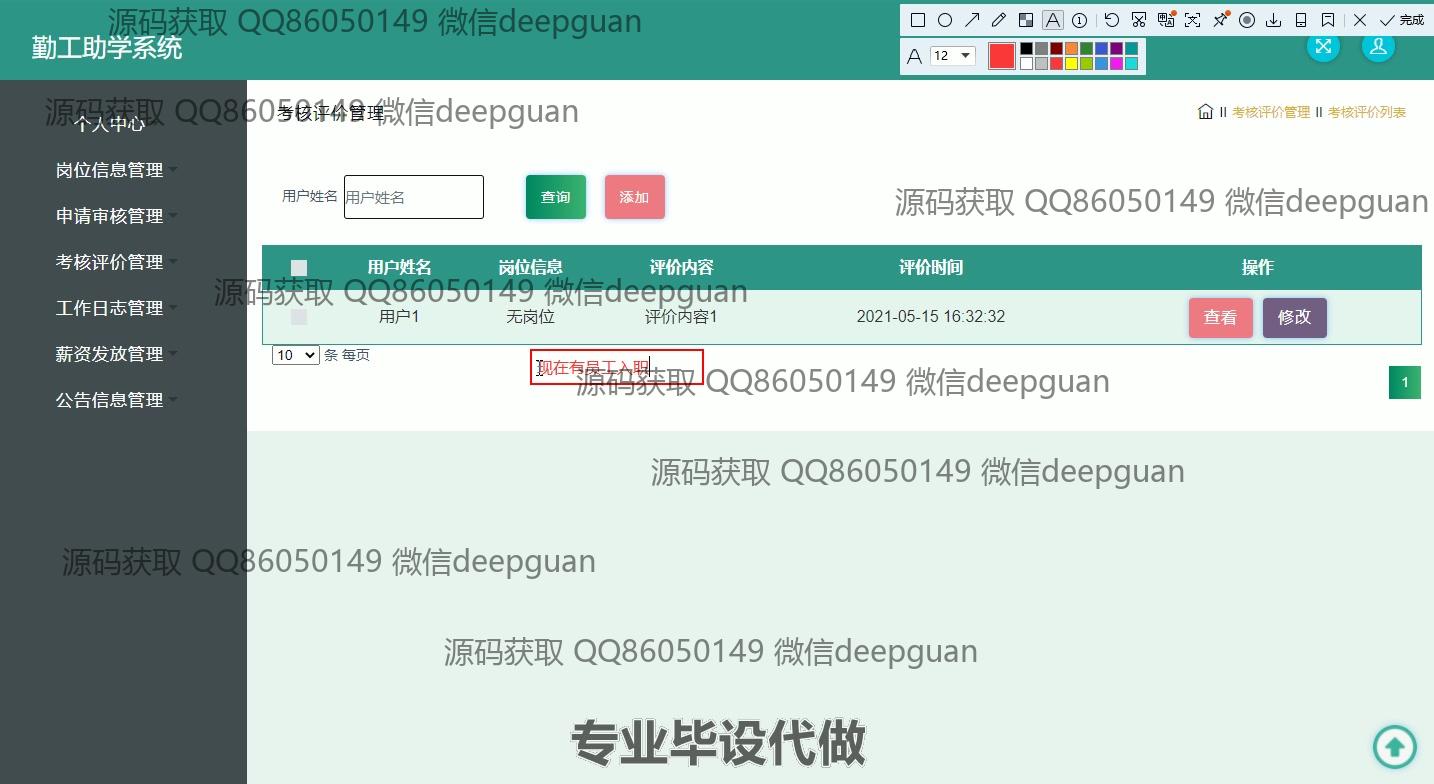 源码获取 QQ86050149 微信deepguan
完成
勤工助学系统
A 12
源码获取 QQ86050149 微信deepguan
个人中心
考核评价管理
II 考核评价管理 II 考核评价列表
岗位信息管理
用户姓名 用户姓名 查询 添加
源码获取 QQ86050149 微信deepguan
申请审核管理
考核评价管理
用户姓名 岗位信息 评价内容 评价时间 操作
源码获取 QQ86050149 微信deepguan
工作日志管理
用户1 无岗位 评价内容1 2021-05-15 16:32:32 查看 修改
薪资发放管理
10 条 每页
现在有员工入职
源码获取 QQ86050149 微信deepguan
1
公告信息管理
源码获取 QQ86050149 微信deepguan
源码获取 QQ86050149 微信deepguan
源码获取 QQ86050149 微信deepguan
专业毕设代做